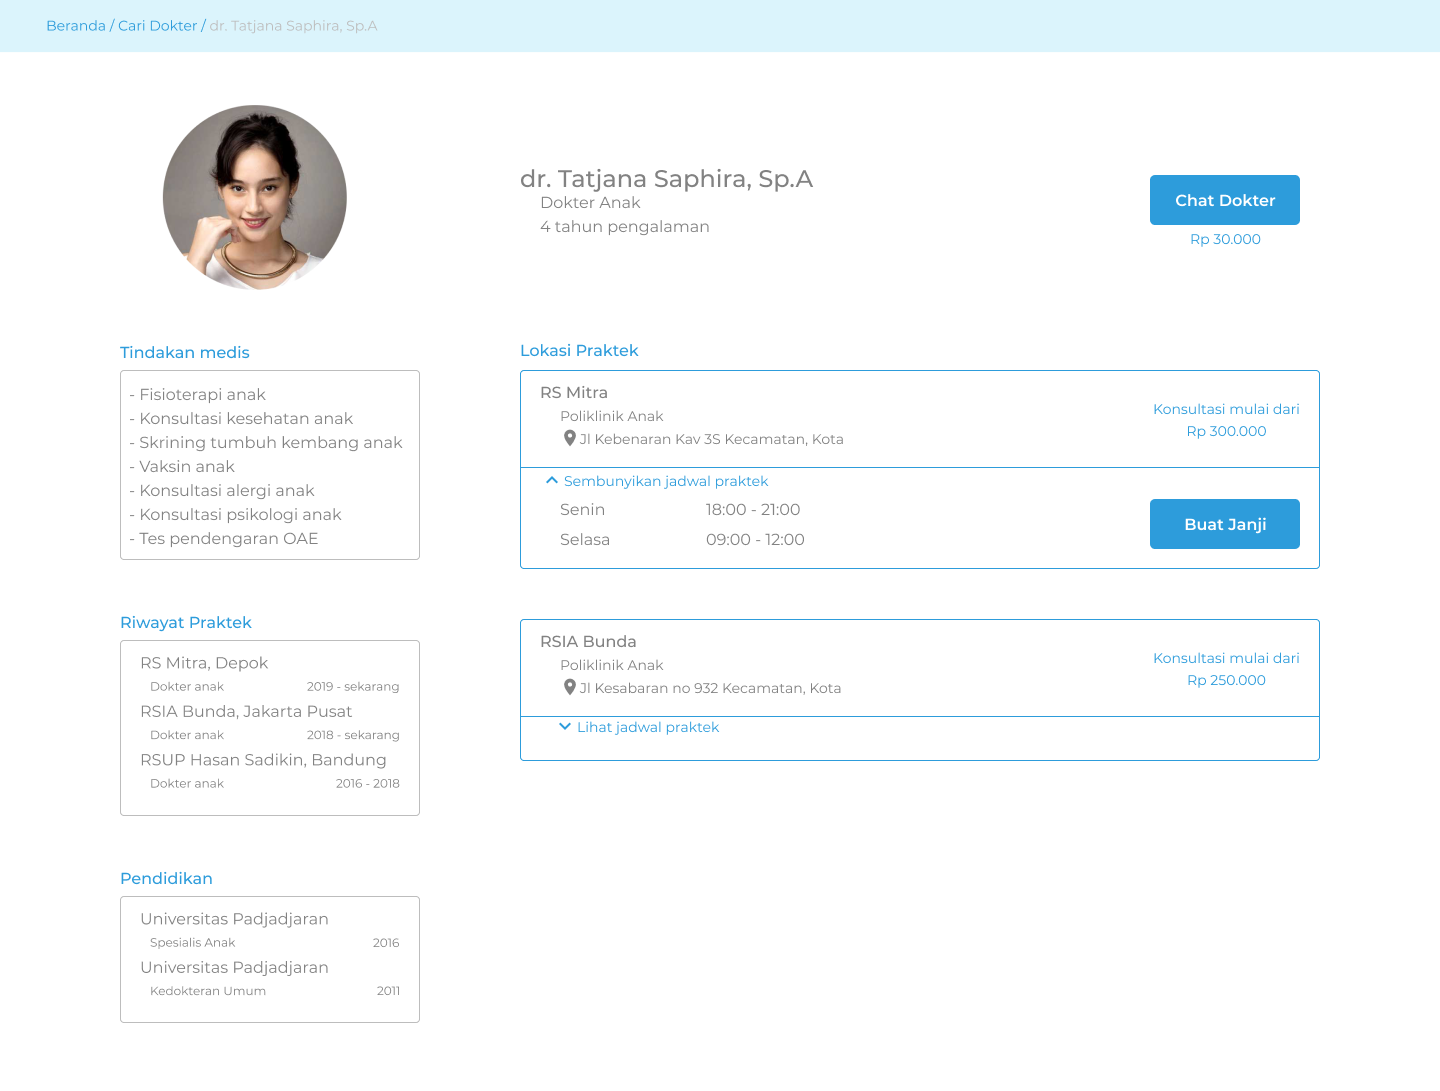 Beranda / Cari Dokter / dr. Tatjana Saphira, Sp.A
dr. Tatjana Saphira, Sp.A
Dokter Anak
4 tahun pengalaman
Chat Dokter
Rp 30.000
Tindakan medis
- Fisioterapi anak
- Konsultasi kesehatan anak
- Skrining tumbuh kembang anak
- Vaksin anak
- Konsultasi alergi anak
- Konsultasi psikologi anak
- Tes pendengaran OAE
Riwayat Praktek
RS Mitra, Depok
Dokter anak 2019 - sekarang
RSIA Bunda, Jakarta Pusat
Dokter anak 2018 - sekarang
RSUP Hasan Sadikin, Bandung
Dokter anak 2016 - 2018
Pendidikan
Universitas Padjadjaran
Spesialis Anak 2016
Universitas Padjadjaran
Kedokteran Umum 2011
Lokasi Praktek
RS Mitra
Poliklinik Anak
Jl Kebenaran Kav 3S Kecamatan, Kota
Konsultasi mulai dari
Rp 300.000
Sembunyikan jadwal praktek
Senin 18:00 - 21:00
Selasa 09:00 - 12:00
Buat Janji
RSIA Bunda
Poliklinik Anak
Jl Kesabaran no 932 Kecamatan, Kota
Konsultasi mulai dari
Rp 250.000
Lihat jadwal praktek